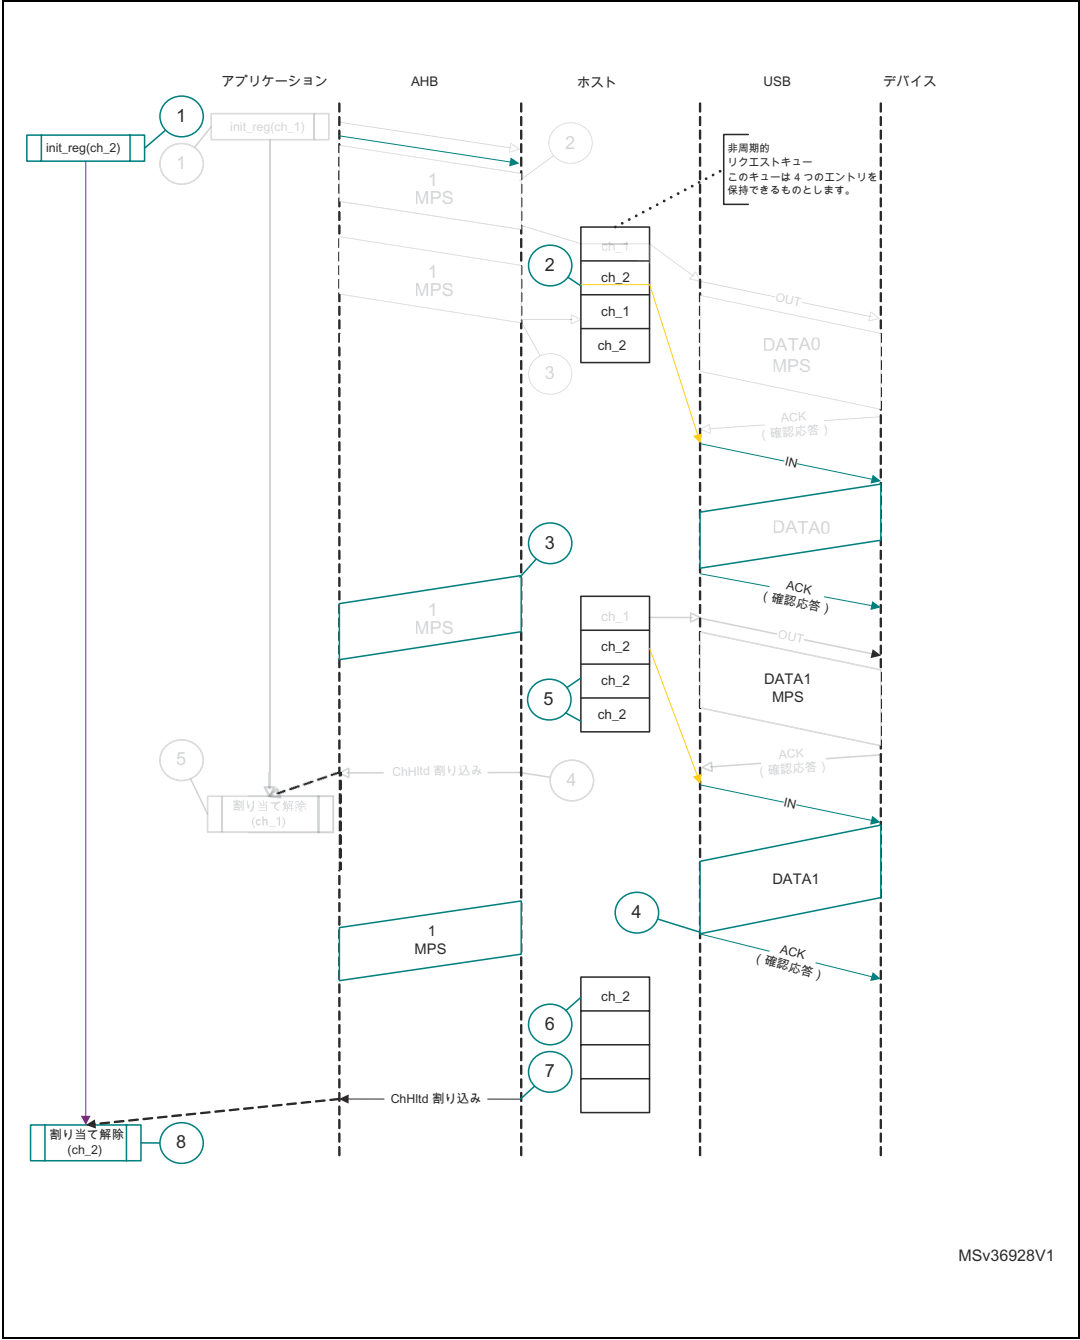 アプリケーション
AHB
ホスト
USB
デバイス
1
init_reg(ch_1)
init_reg(ch_2)
1
2
非周期的
リクエストキュー
このキューは 4 つのエントリを
保持できるものとします。
1
MPS
ch_1
2
ch_2
1
MPS
OUT
ch_1
ch_2
DATA0
MPS
3
ACK
( 確認応答 )
IN
DATA0
3
ACK
( 確認応答 )
1
MPS
ch_1
OUT
ch_2
ch_2
DATA1
MPS
5
ch_2
5
ChHltd 割り込み
4
ACK
( 確認応答 )
割り当て解除
(ch_1)
IN
DATA1
4
1
MPS
ACK
( 確認応答 )
ch_2
6
7
ChHltd 割り込み
割り当て解除
(ch_2)
8
MSv36928V1